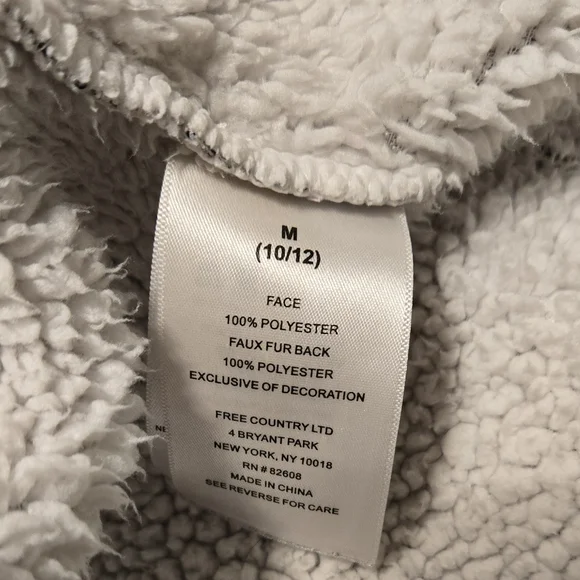 M
(10/12)
FACE
100% POLYESTER
FAUX FUR BACK
100% POLYESTER
EXCLUSIVE OF DECORATION
FREE COUNTRY LTD
4 BRYANT PARK
NEW YORK, NY 10018
RN # 82608
MADE IN CHINA
SEE REVERSE FOR CARE